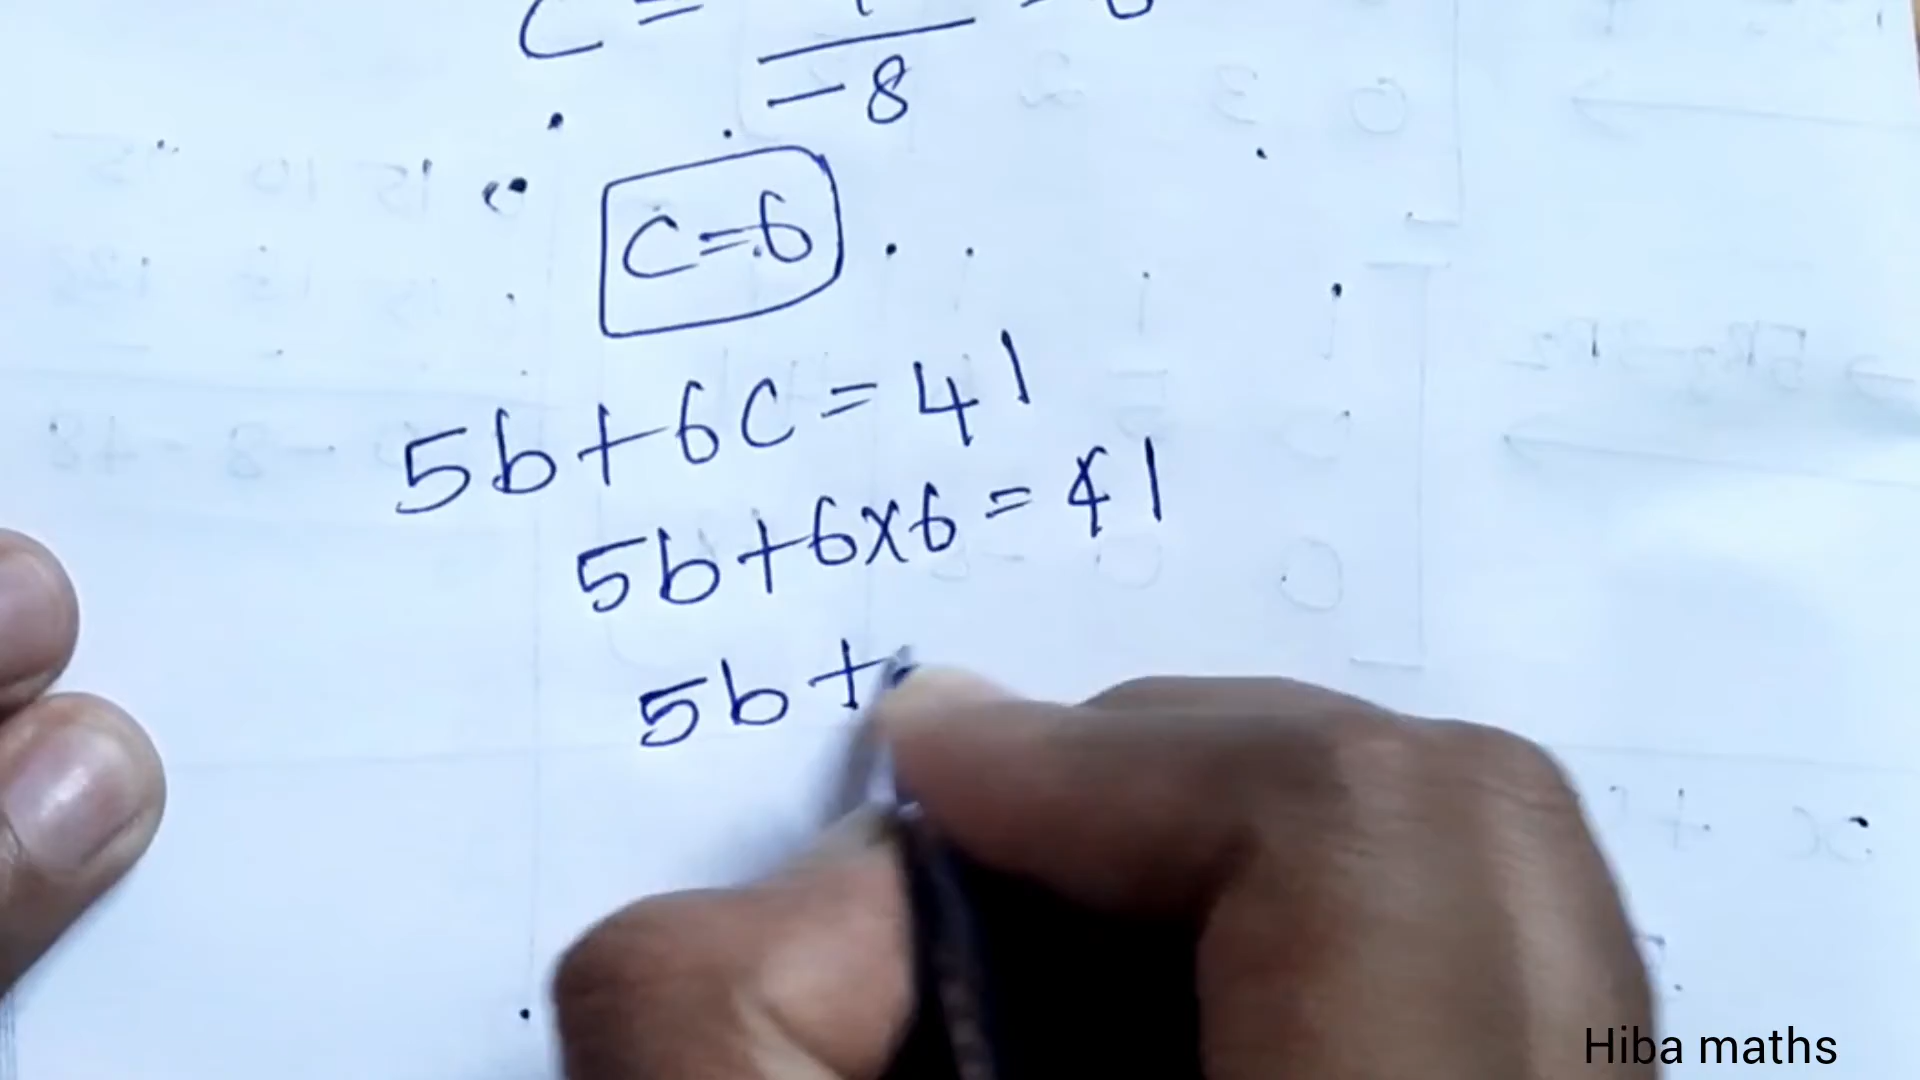 C =
-8
C=6
5b+6C = 41
5b+6x6 = 41
5b+
Hiba maths